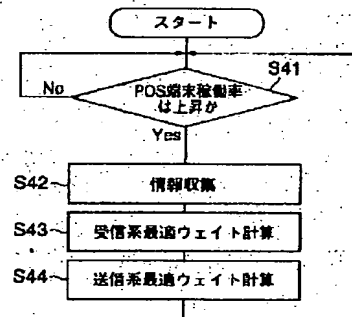 スタート
S41
POS端末稼働率
は上昇か
No
Yes
S42
情報収集
S43
受信系最適ウェイト計算
S44
送信系最適ウェイト計算